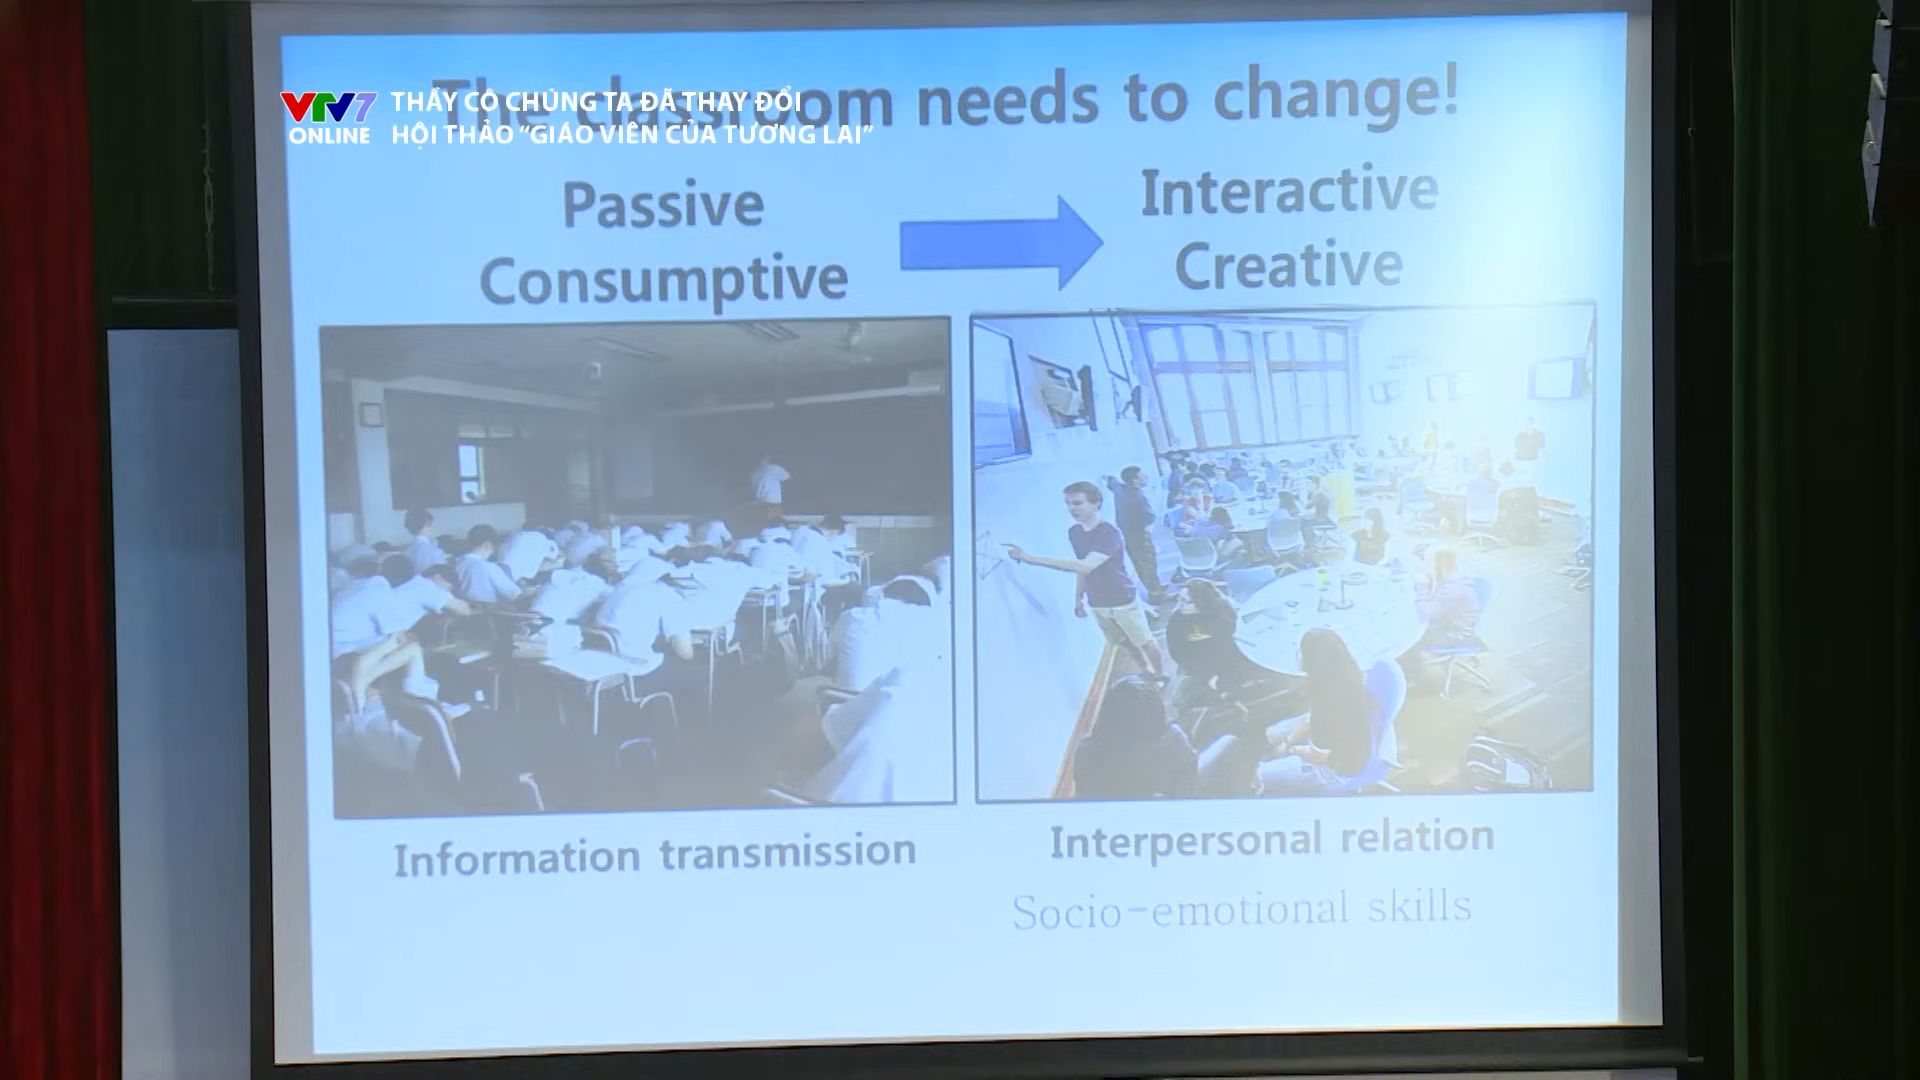 The classroom needs to change!
VTV7
ONLINE
THẦY CÔ CHÚNG TA ĐÃ THAY ĐỔI
HỘI THẢO “GIÁO VIÊN CỦA TƯƠNG LAI”
Passive
Consumptive
Interactive
Creative
Information transmission
Interpersonal relation
Socio-emotional skills